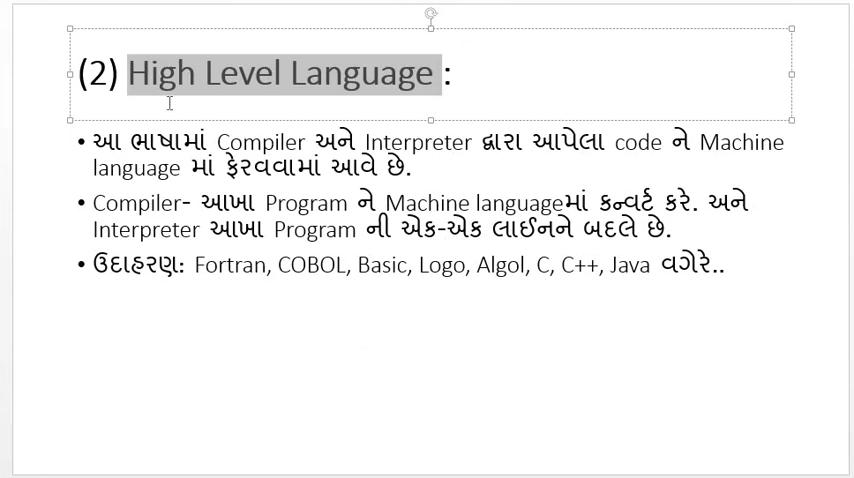 (2) High Level Language :
• આ ભાષામાં Compiler અને Interpreter દ્વારા આપેલા code ને Machine
language માં ફેરવવામાં આવે છે.
• Compiler- આખા Program ને Machine languageમાં કન્વર્ટ કરે. અને
Interpreter આખા Program ની એક-એક લાઈનને બદલે છે.
• ઉદાહરણ: Fortran, COBOL, Basic, Logo, Algol, C, C++, Java વગેરે..